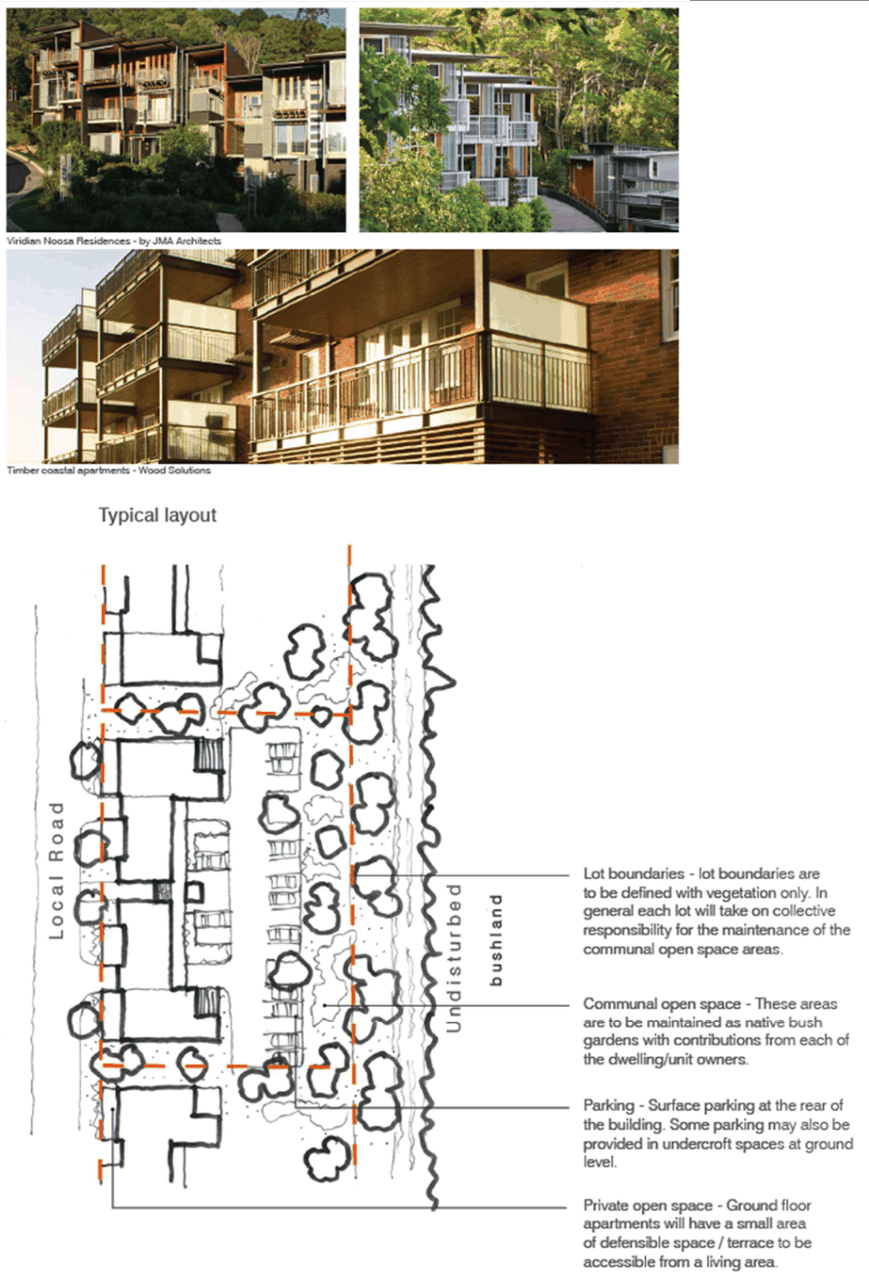 Viridian Noosa Residences - by JMA Architects
Timber coastal apartments - Wood Solutions
Typical layout
Local Road
Undisturbed
bushland
Lot boundaries - lot boundaries are
to be defined with vegetation only. In
general each lot will take on collective
responsibility for the maintenance of the
communal open space areas.
Communal open space - These areas
are to be maintained as native bush
gardens with contributions from each of
the dwelling/unit owners.
Parking - Surface parking at the rear of
the building. Some parking may also be
provided in undercroft spaces at ground
level.
Private open space - Ground floor
apartments will have a small area
of defensible space / terrace to be
accessible from a living area.